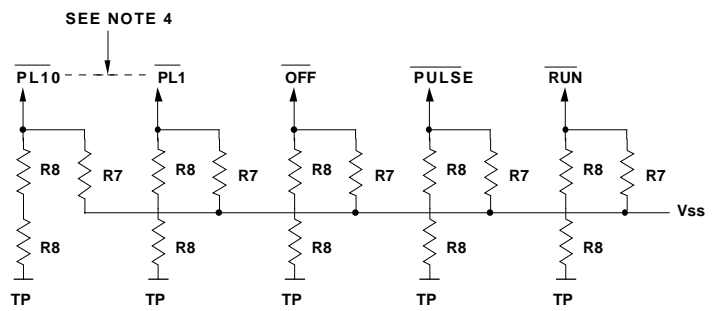 SEE NOTE 4
PL10 PL1 OFF PULSE RUN
R8 R7 R8 R7 R8 R7 R8 R7 R8 R7
Vss
R8 R8 R8 R8 R8
TP TP TP TP TP